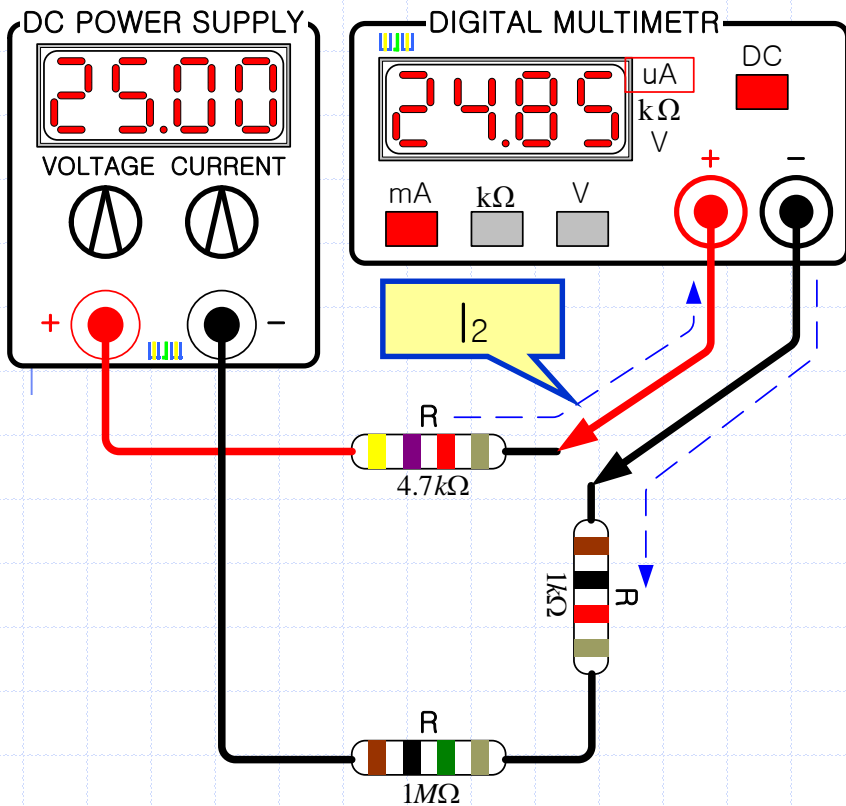 DC POWER SUPPLY
25.00
VOLTAGE CURRENT
+ −
DIGITAL MULTIMETR
24.85
uA
kΩ
V
DC
mA
kΩ
V
+ −
I2
R
4.7kΩ
1kΩ
R
R
1MΩ